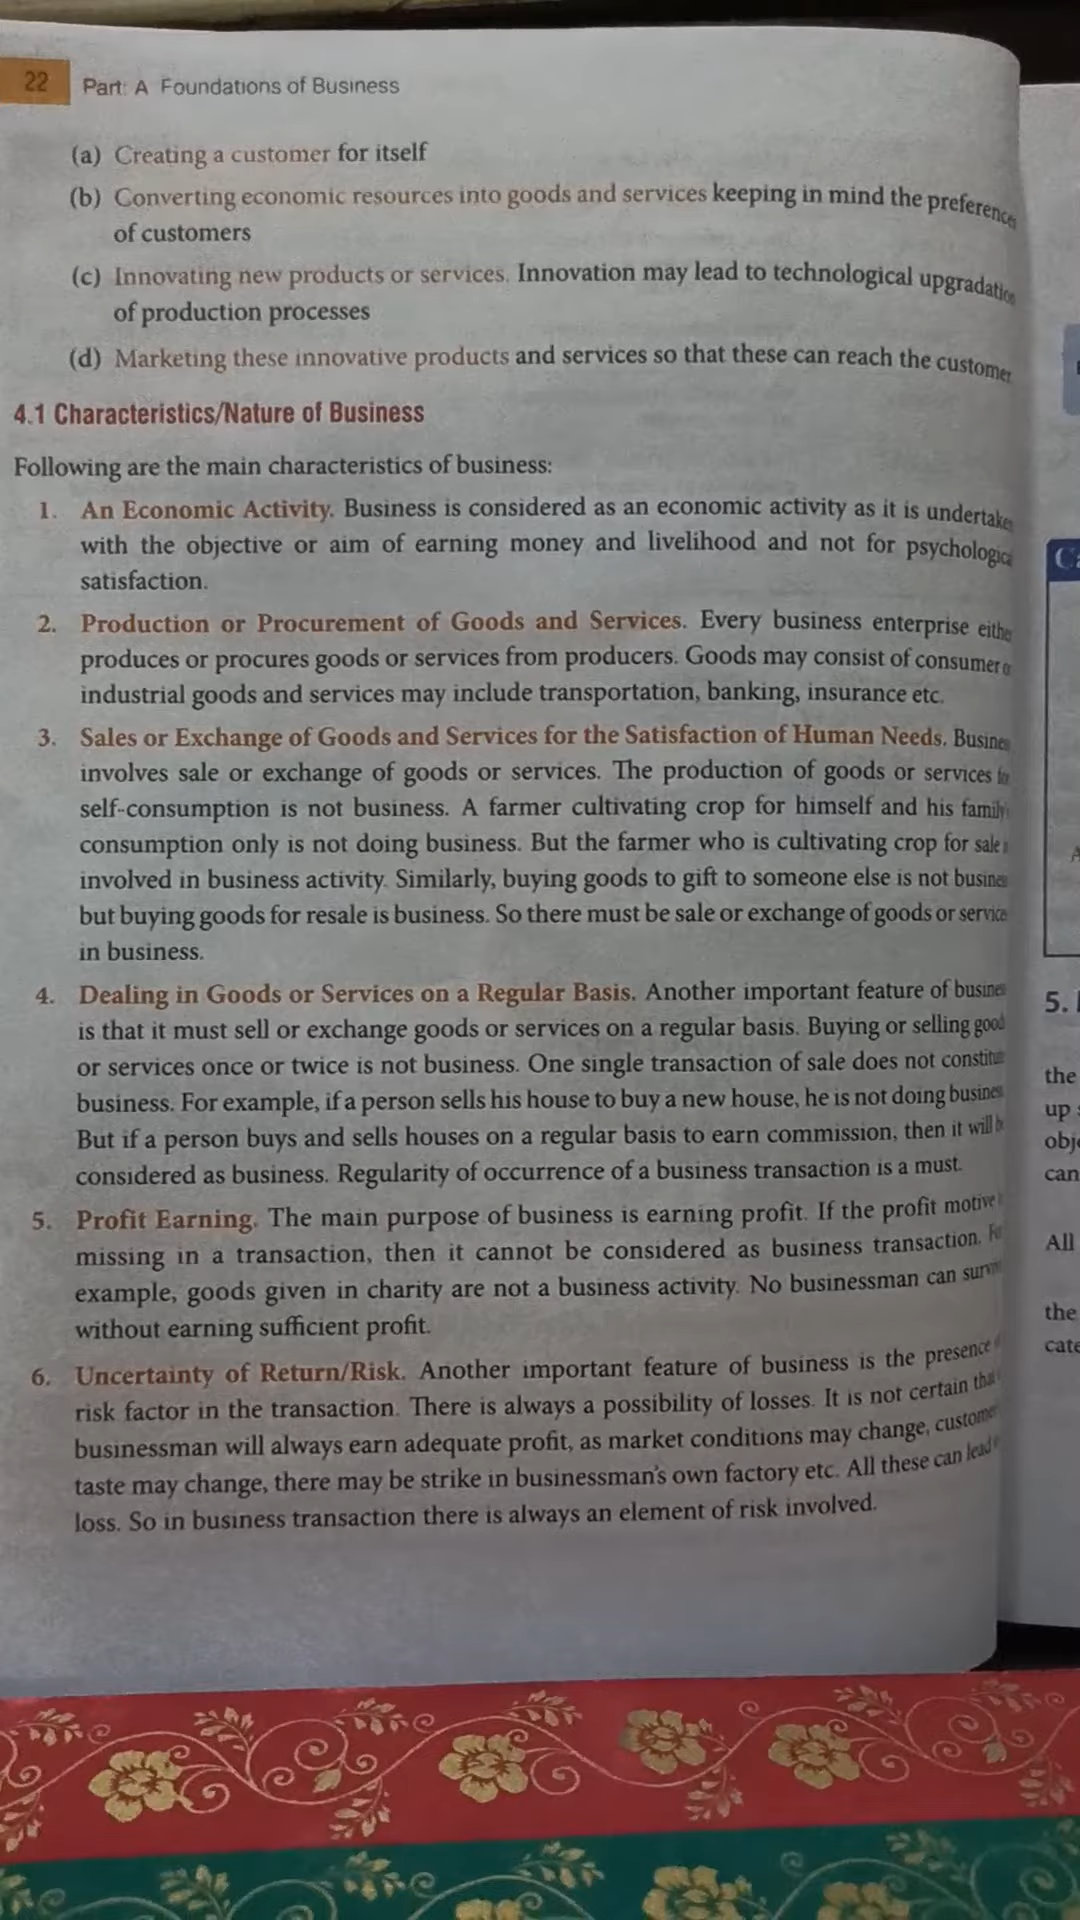 22 Part: A Foundations of Business
(a) Creating a customer for itself
(b) Converting economic resources into goods and services keeping in mind the preferences
of customers
(c) Innovating new products or services. Innovation may lead to technological upgradation
of production processes
(d) Marketing these innovative products and services so that these can reach the customer
4.1 Characteristics/Nature of Business
Following are the main characteristics of business:
1. An Economic Activity. Business is considered as an economic activity as it is undertaken
with the objective or aim of earning money and livelihood and not for psychological
satisfaction.
2. Production or Procurement of Goods and Services. Every business enterprise either
produces or procures goods or services from producers. Goods may consist of consumer or
industrial goods and services may include transportation, banking, insurance etc.
3. Sales or Exchange of Goods and Services for the Satisfaction of Human Needs. Business
involves sale or exchange of goods or services. The production of goods or services for
self-consumption is not business. A farmer cultivating crop for himself and his family
consumption only is not doing business. But the farmer who is cultivating crop for sale
involved in business activity. Similarly, buying goods to gift to someone else is not business
but buying goods for resale is business. So there must be sale or exchange of goods or service
in business.
4. Dealing in Goods or Services on a Regular Basis. Another important feature of business
is that it must sell or exchange goods or services on a regular basis. Buying or selling good
or services once or twice is not business. One single transaction of sale does not constitute
business. For example, if a person sells his house to buy a new house, he is not doing business
But if a person buys and sells houses on a regular basis to earn commission, then it will be
considered as business. Regularity of occurrence of a business transaction is a must.
5. Profit Earning. The main purpose of business is earning profit. If the profit motive
missing in a transaction, then it cannot be considered as business transaction. For
example, goods given in charity are not a business activity. No businessman can survive
without earning sufficient profit.
6. Uncertainty of Return/Risk. Another important feature of business is the presence
risk factor in the transaction. There is always a possibility of losses. It is not certain that
businessman will always earn adequate profit, as market conditions may change, customer
taste may change, there may be strike in businessman's own factory etc. All these can lead
loss. So in business transaction there is always an element of risk involved.
5.
the
up
can
All
the